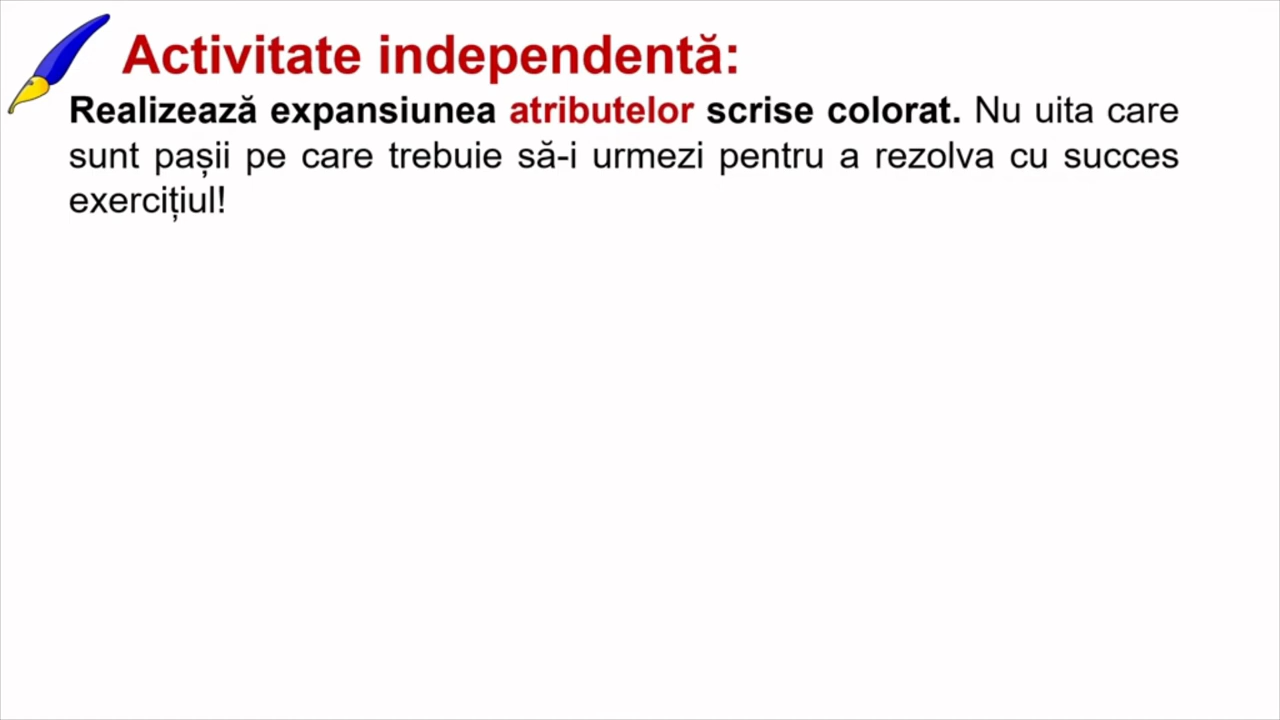 Activitate independentă:
Realizează expansiunea atributelor scrise colorat. Nu uita care
sunt pașii pe care trebuie să-i urmezi pentru a rezolva cu succes
exercițiul!